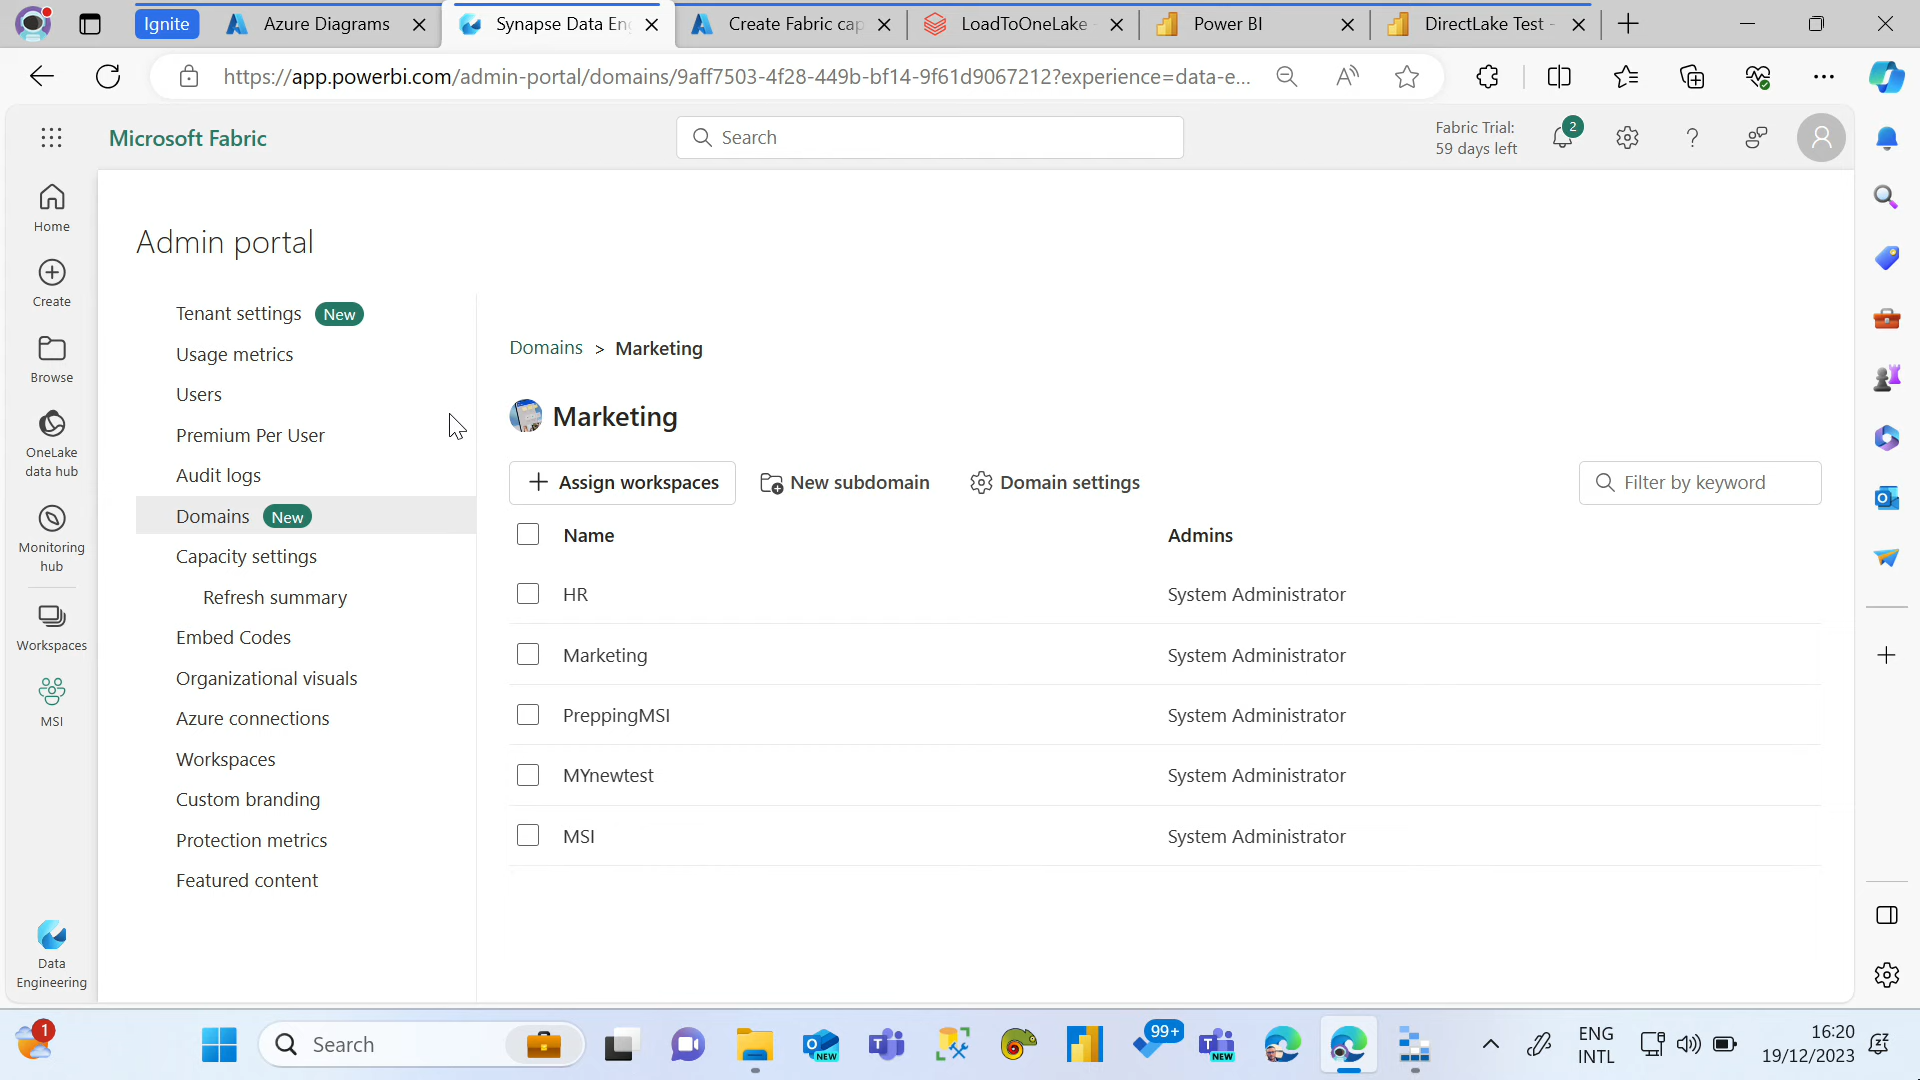 Ignite
Azure Diagrams
Synapse Data En
Create Fabric cap
LoadToOneLake -
Power BI
DirectLake Test -
https://app.powerbi.com/admin-portal/domains/9aff7503-4f28-449b-bf14-9f61d9067212?experience=data-e...
Microsoft Fabric
Search
Fabric Trial:
59 days left
2
Home
Create
Browse
OneLake
data hub
Monitoring
hub
Workspaces
MSI
Data
Engineering
Admin portal
Tenant settings New
Usage metrics
Users
Premium Per User
Audit logs
Domains New
Capacity settings
Refresh summary
Embed Codes
Organizational visuals
Azure connections
Workspaces
Custom branding
Protection metrics
Featured content
Domains > Marketing
Marketing
+ Assign workspaces
New subdomain
Domain settings
Filter by keyword
Name Admins
HR System Administrator
Marketing System Administrator
PreppingMSI System Administrator
MYnewtest System Administrator
MSI System Administrator
1
Search
NEW
99+
NEW
ENG
INTL
16:20
19/12/2023